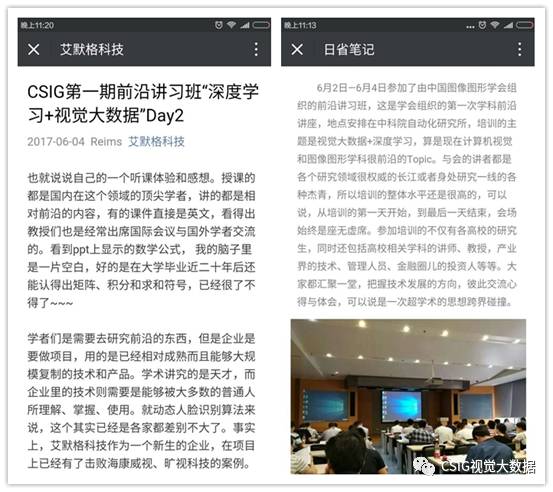 晚上11:20
艾默格科技
CSIG第一期前沿讲习班“深度学
习+视觉大数据”Day2
2017-06-04 Reims 艾默格科技
也就说说自己的一个听课体验和感想。授课的
都是国内在这个领域的顶尖学者，讲的都是相
对前沿的内容，有的课件直接是英文，看得出
教授们也是经常出席国际会议与国外学者交流
的。看到ppt上显示的数学公式， 我的脑子里
是一片空白，好的是在大学毕业近二十年后还
能认得出矩阵、积分和求和符号，已经很了不
得了~~~
学者们是需要去研究前沿的东西，但是企业是
要做项目，用的是已经相对成熟而且能够大规
模复制的技术和产品。学术讲究的是天才，而
企业里的技术则需要是能够被大多数的普通人
所理解、掌握、使用。就动态人脸识别算法来
说，这个其实已经是各家都差别不大了。事实
上，艾默格科技作为一个新生的企业，在项目
上已经有了击败海康威视、旷视科技的案例。
晚上11:13
日省笔记
6月2日—6月4日参加了由中国图像图形学会组
织的前沿讲习班，这是学会组织的第一次学科前沿
讲座，地点安排在中科院自动化研究所，培训的主
题是视觉大数据+深度学习，算是现在计算机视觉
和图像图形学科很前沿的Topic。与会的讲者都是
各个研究领域很权威的长江或者身处研究一线的各
种杰青，所以培训的整体水平还是很高的，可以
说，从培训的第一天开始，到最后一天结束，会场
始终是座无虚席。参加培训的不仅有各高校的研究
生，同时还包括高校相关学科的讲师、教授，产业
界的技术、管理人员、金融圈儿的投资人等等。大
家都汇聚一堂，把握技术发展的方向，彼此交流心
得与体会，可以说是一次超学术的思想跨界碰撞。
CSIG视觉大数据